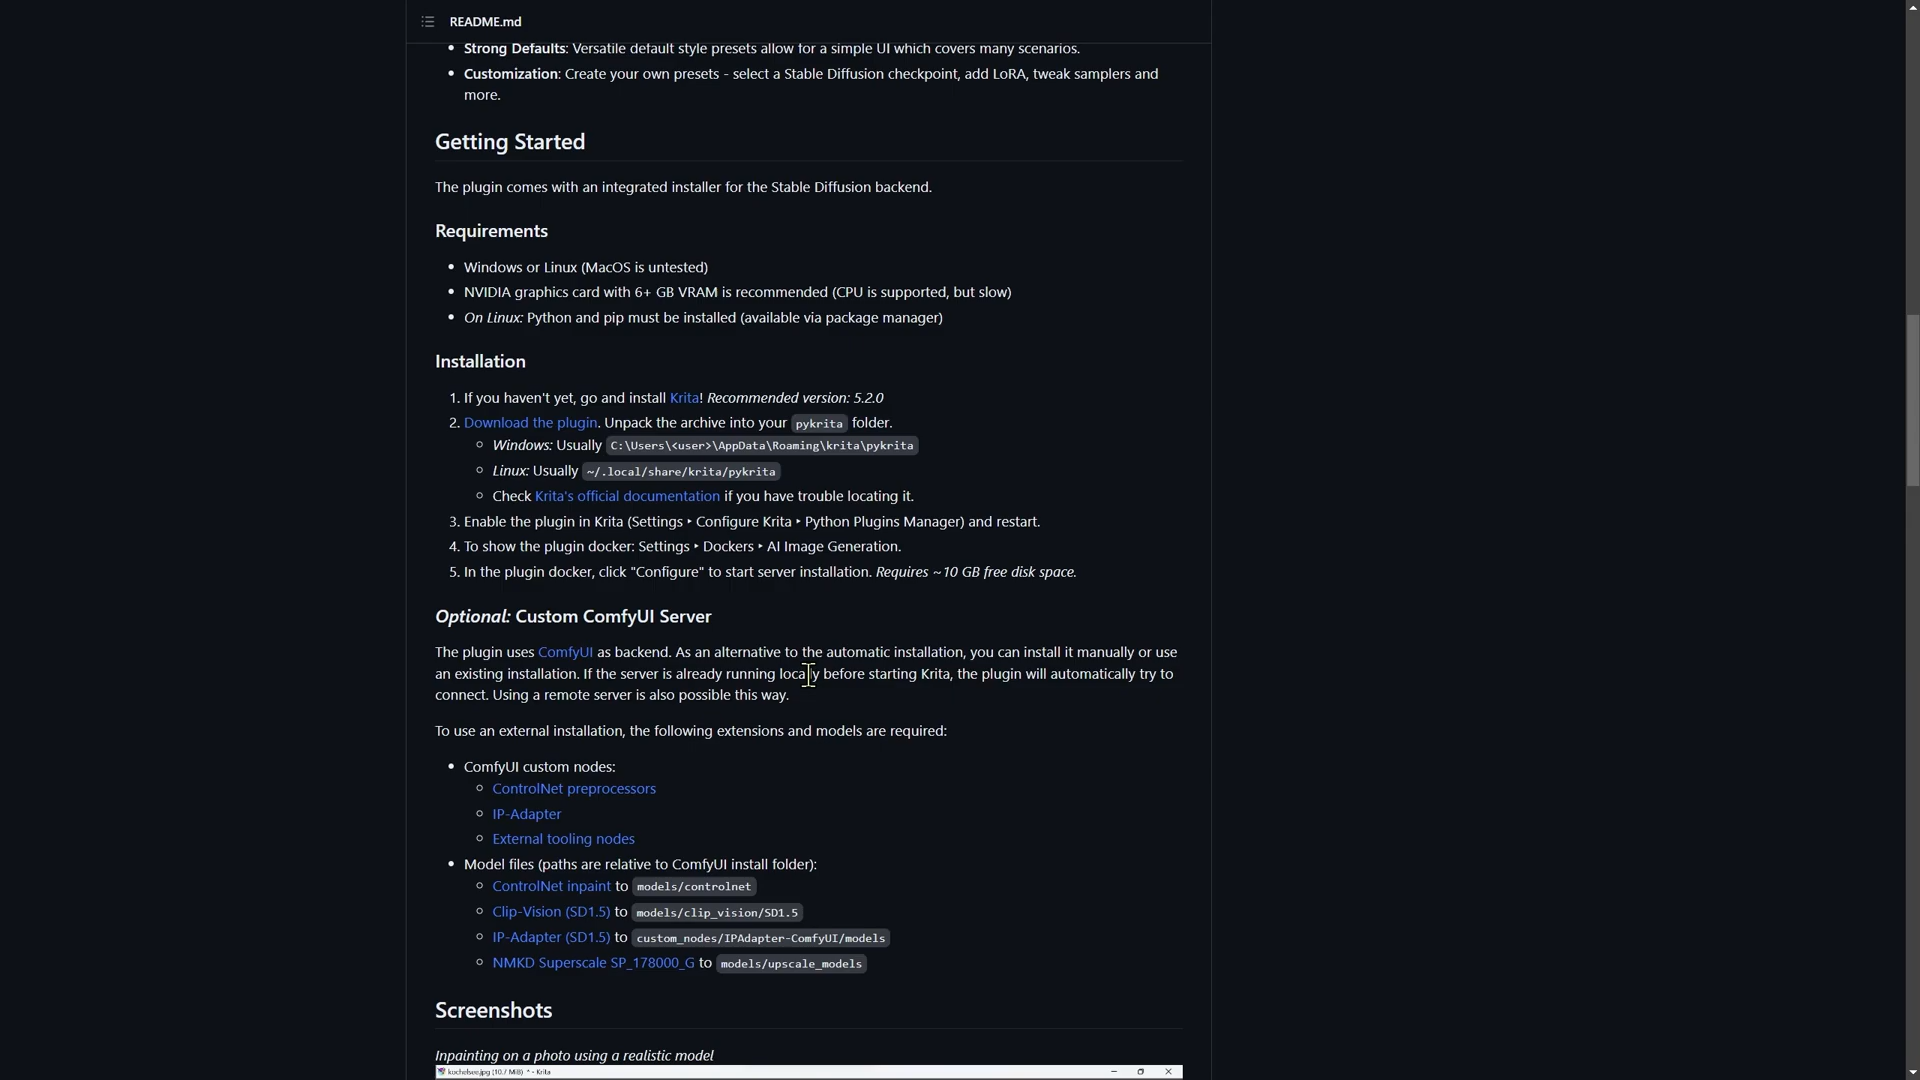 README.md
• Strong Defaults: Versatile default style presets allow for a simple UI which covers many scenarios.
• Customization: Create your own presets - select a Stable Diffusion checkpoint, add LoRA, tweak samplers and
more.
Getting Started
The plugin comes with an integrated installer for the Stable Diffusion backend.
Requirements
• Windows or Linux (MacOS is untested)
• NVIDIA graphics card with 6+ GB VRAM is recommended (CPU is supported, but slow)
• On Linux: Python and pip must be installed (available via package manager)
Installation
1. If you haven't yet, go and install Krita! Recommended version: 5.2.0
2. Download the plugin. Unpack the archive into your pykrita folder.
○ Windows: Usually C:\Users\<user>\AppData\Roaming\krita\pykrita
○ Linux: Usually ~/.local/share/krita/pykrita
○ Check Krita's official documentation if you have trouble locating it.
3. Enable the plugin in Krita (Settings ‣ Configure Krita ‣ Python Plugins Manager) and restart.
4. To show the plugin docker: Settings ‣ Dockers ‣ AI Image Generation.
5. In the plugin docker, click "Configure" to start server installation. Requires ~10 GB free disk space.
Optional: Custom ComfyUI Server
The plugin uses ComfyUI as backend. As an alternative to the automatic installation, you can install it manually or use
an existing installation. If the server is already running locally before starting Krita, the plugin will automatically try to
connect. Using a remote server is also possible this way.
To use an external installation, the following extensions and models are required:
• ComfyUI custom nodes:
○ ControlNet preprocessors
○ IP-Adapter
○ External tooling nodes
• Model files (paths are relative to ComfyUI install folder):
○ ControlNet inpaint to models/controlnet
○ Clip-Vision (SD1.5) to models/clip_vision/SD1.5
○ IP-Adapter (SD1.5) to custom_nodes/IPAdapter-ComfyUI/models
○ NMKD Superscale SP_178000_G to models/upscale_models
Screenshots
Inpainting on a photo using a realistic model
kochelsee.jpg (10.7 MiB) * - Krita